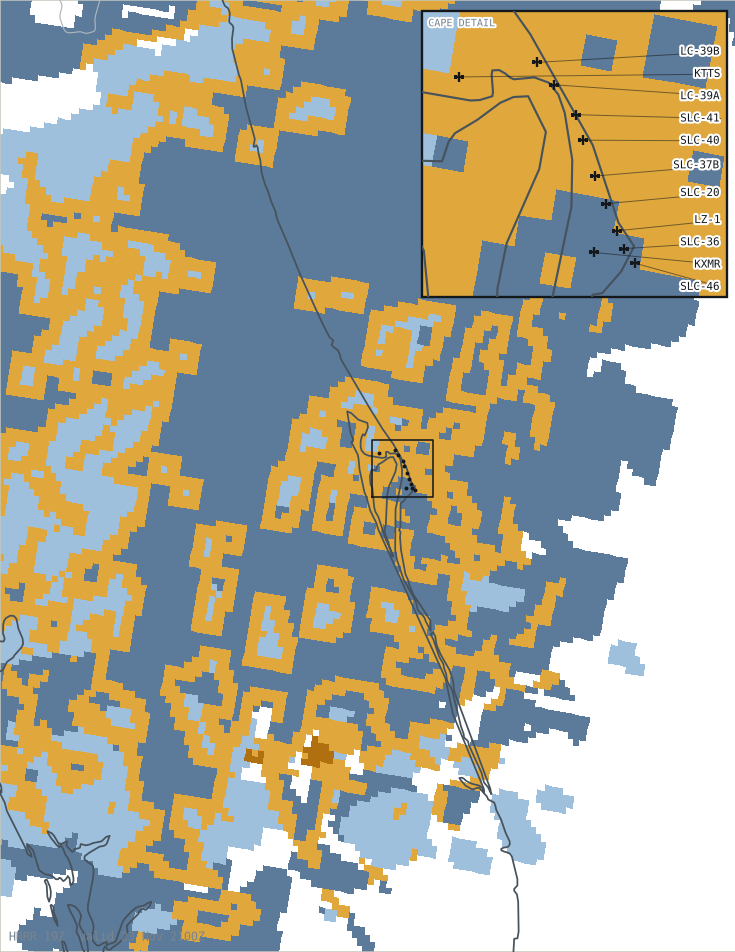 CAPE DETAIL
LC-39B
KTTS
LC-39A
SLC-41
SLC-40
SLC-37B
SLC-20
LZ-1
SLC-36
KXMR
SLC-46